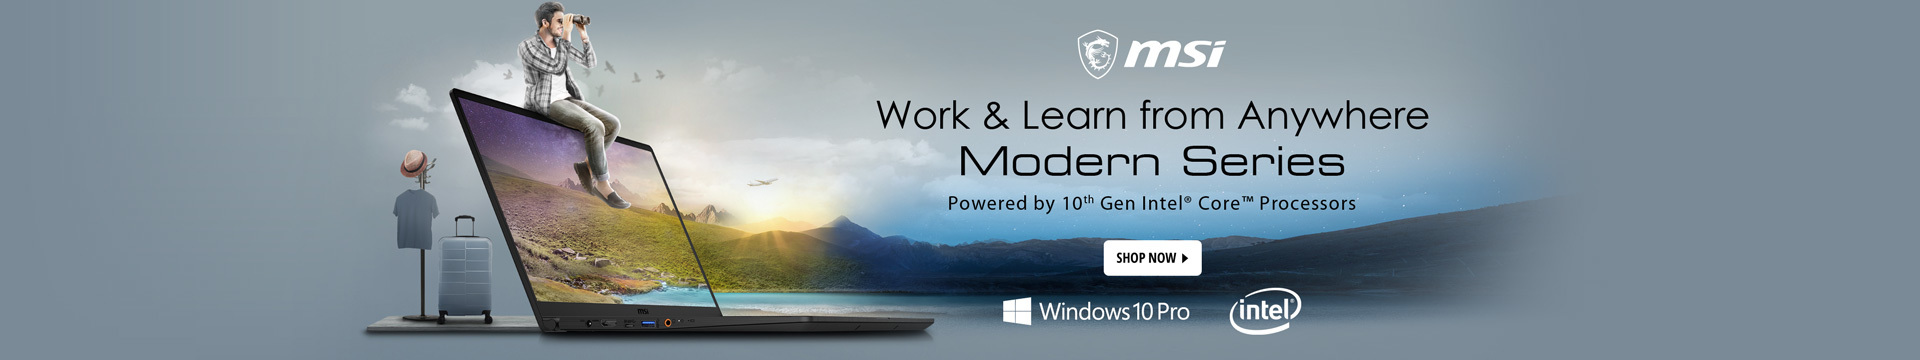 msi
Work & Learn from Anywhere
Modern Series
Powered by 10th Gen Intel® Core™ Processors
SHOP NOW
Windows 10 Pro
intel®
msi